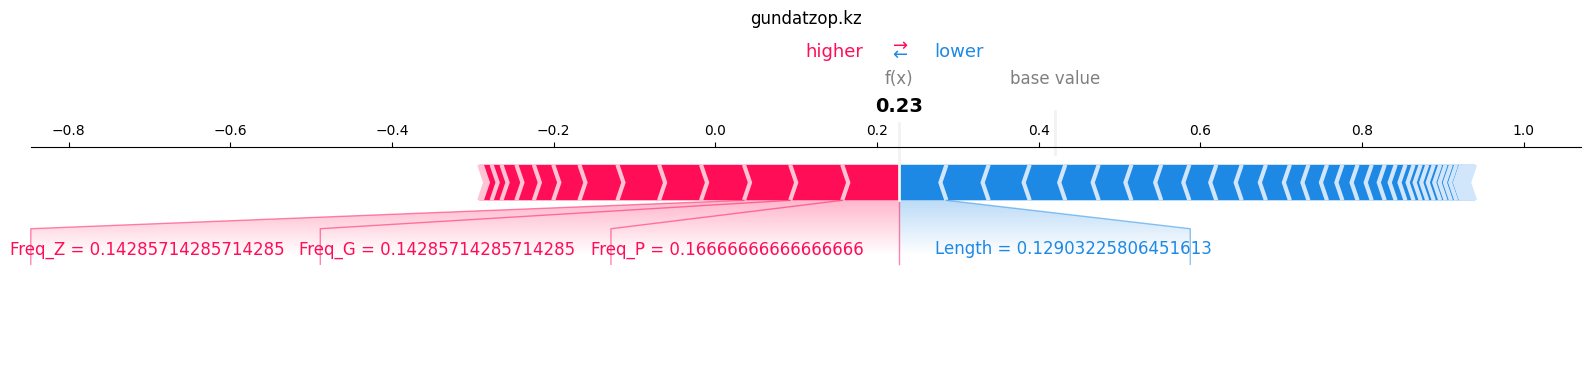 gundatzop.kz
higher → ← lower
f(x) base value
0.23
−0.8 −0.6 −0.4 −0.2 0.0 0.2 0.4 0.6 0.8 1.0
Freq_Z = 0.14285714285714285 Freq_G = 0.14285714285714285 Freq_P = 0.16666666666666666 Length = 0.12903225806451613